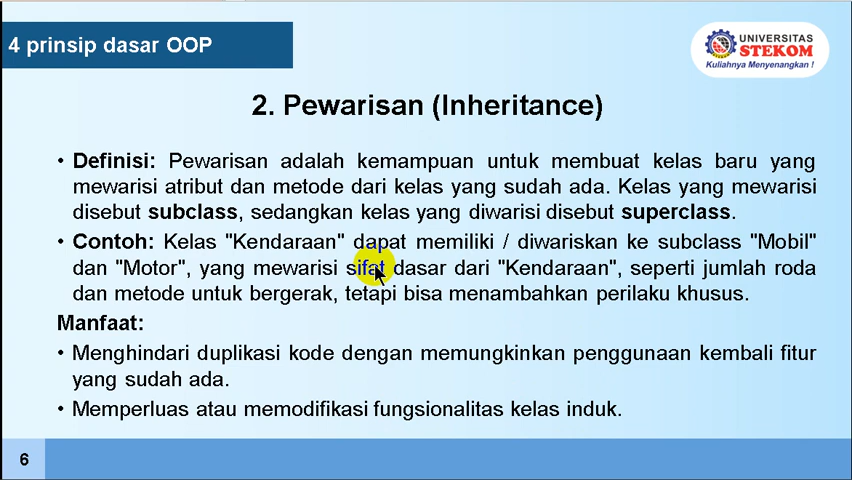 4 prinsip dasar OOP
UNIVERSITAS
STEKOM
Kuliahnya Menyenangkan !
2. Pewarisan (Inheritance)
• Definisi: Pewarisan adalah kemampuan untuk membuat kelas baru yang
mewarisi atribut dan metode dari kelas yang sudah ada. Kelas yang mewarisi
disebut subclass, sedangkan kelas yang diwarisi disebut superclass.
• Contoh: Kelas "Kendaraan" dapat memiliki / diwariskan ke subclass "Mobil"
dan "Motor", yang mewarisi sifat dasar dari "Kendaraan", seperti jumlah roda
dan metode untuk bergerak, tetapi bisa menambahkan perilaku khusus.
Manfaat:
• Menghindari duplikasi kode dengan memungkinkan penggunaan kembali fitur
yang sudah ada.
• Memperluas atau memodifikasi fungsionalitas kelas induk.
6